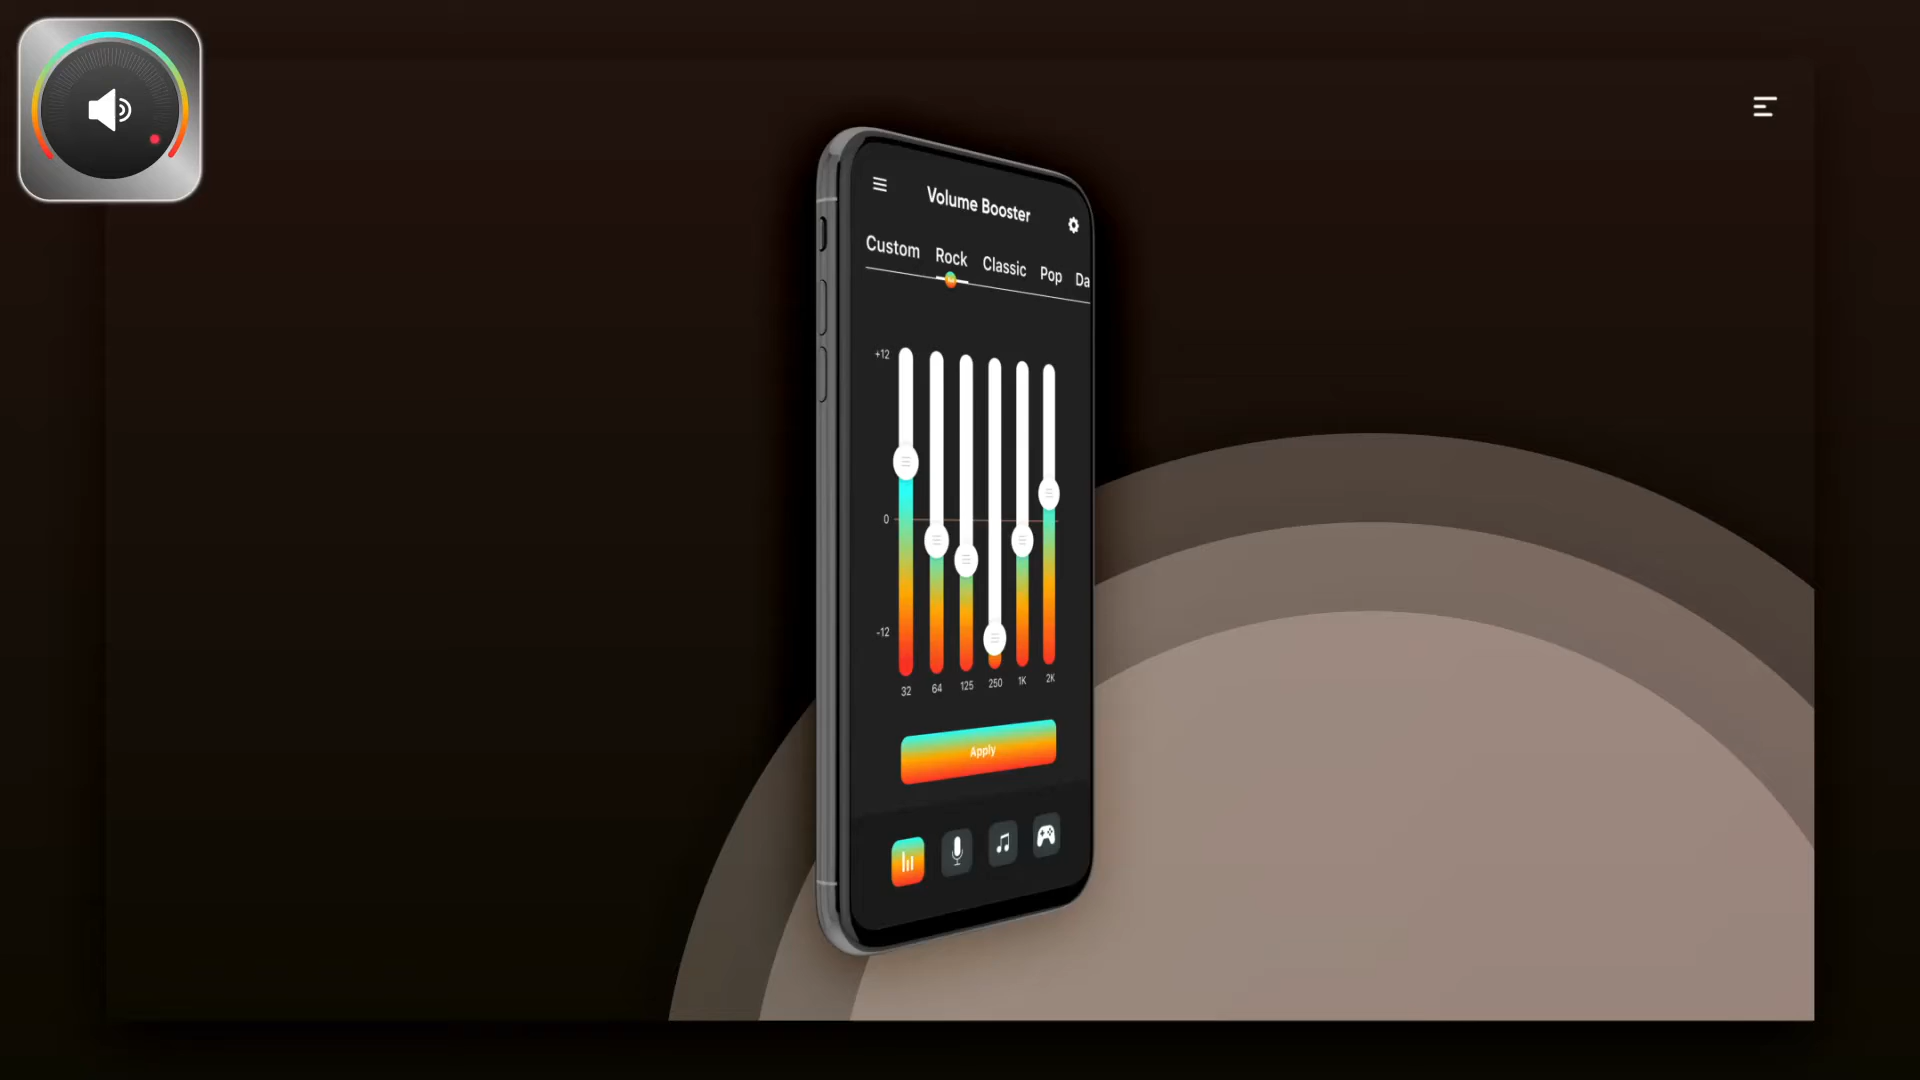 Volume Booster
Custom Rock Classic Pop Da
+12
0
-12
32 64 125 250 1K 2K
Apply